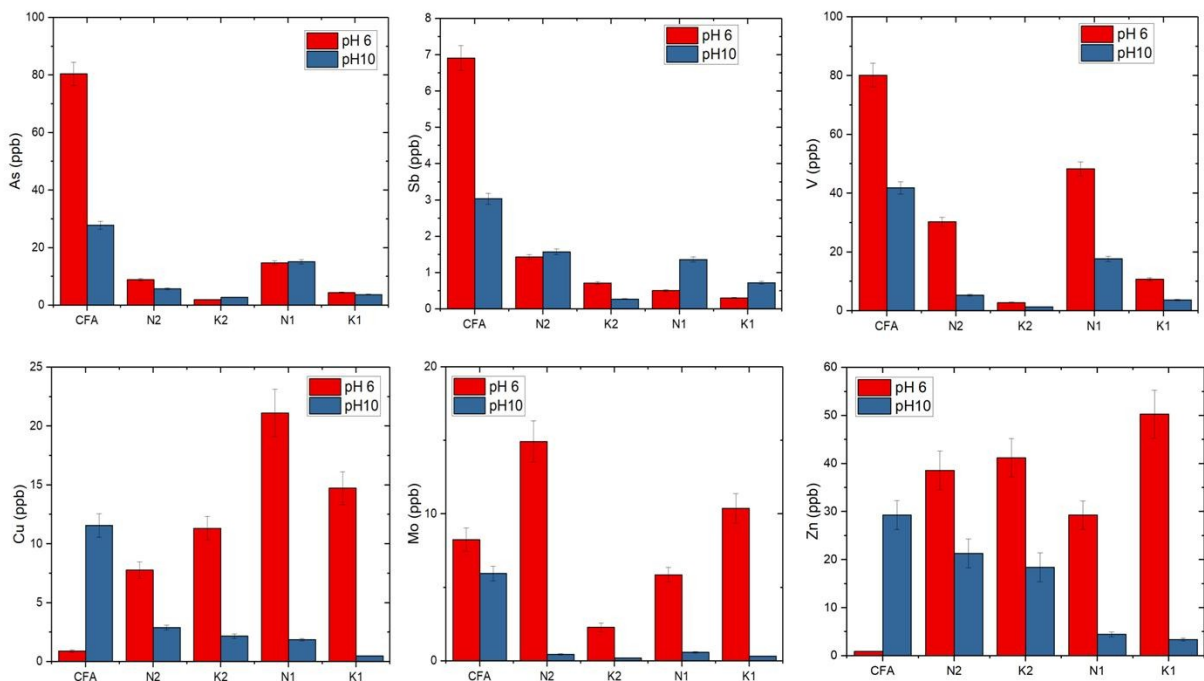 As (ppb)
100
80
60
40
20
0
pH 6
pH10
CFA N2 K2 N1 K1
Sb (ppb)
8
7
6
5
4
3
2
1
0
pH 6
pH10
CFA N2 K2 N1 K1
V (ppb)
100
80
60
40
20
0
pH 6
pH10
CFA N2 K2 N1 K1
Cu (ppb)
25
20
15
10
5
0
pH 6
pH10
CFA N2 K2 N1 K1
Mo (ppb)
20
10
0
pH 6
pH10
CFA N2 K2 N1 K1
Zn (ppb)
60
50
40
30
20
10
0
pH 6
pH10
CFA N2 K2 N1 K1